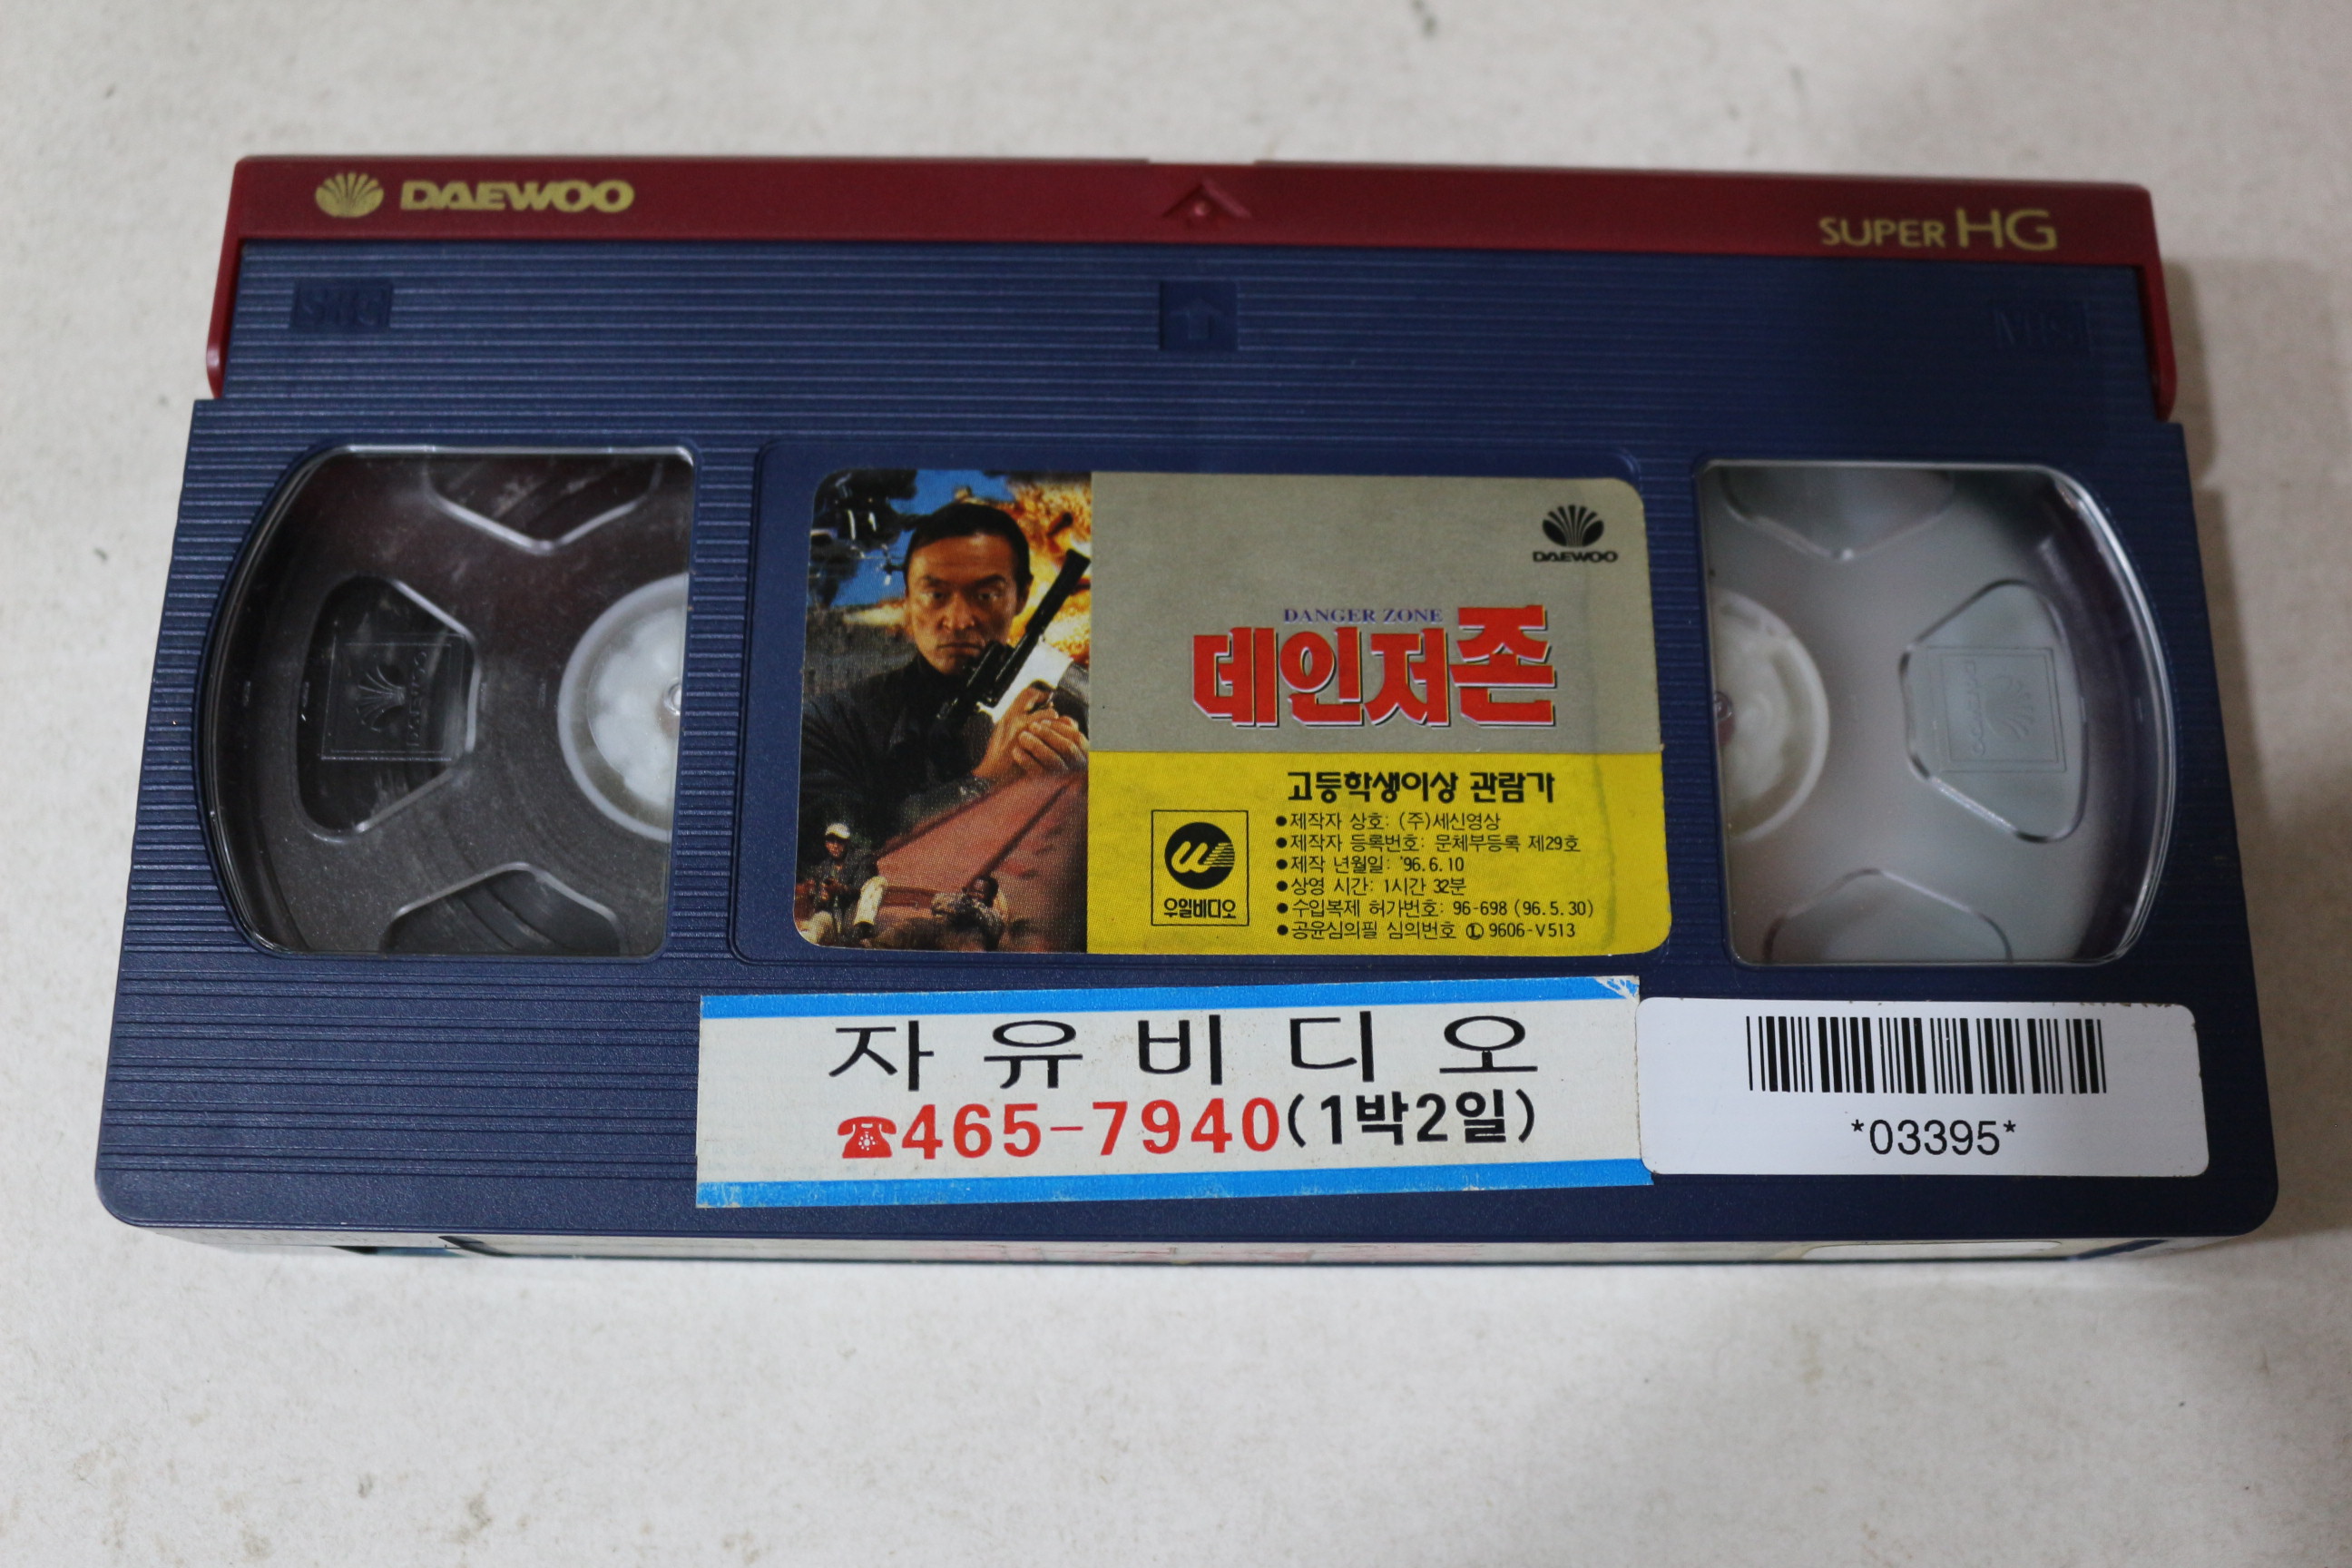 DAEWOO
SUPER HG
VHS
DAEWOO
DANGER ZONE
데인저존
고등학생이상 관람가
●제작자 상호: (주)세신영상
●제작자 등록번호: 문체부등록 제29호
●제작 년월일: '96.6.10
●상영 시간: 1시간 32분
●수입복제 허가번호: 96-698 (96.5.30)
●공윤심의필 심의번호 Ⓛ 9606-V513
우일비디오
DAEWOO
DAEWOO
자유비디오
☎465-7940(1박2일)
*03395*